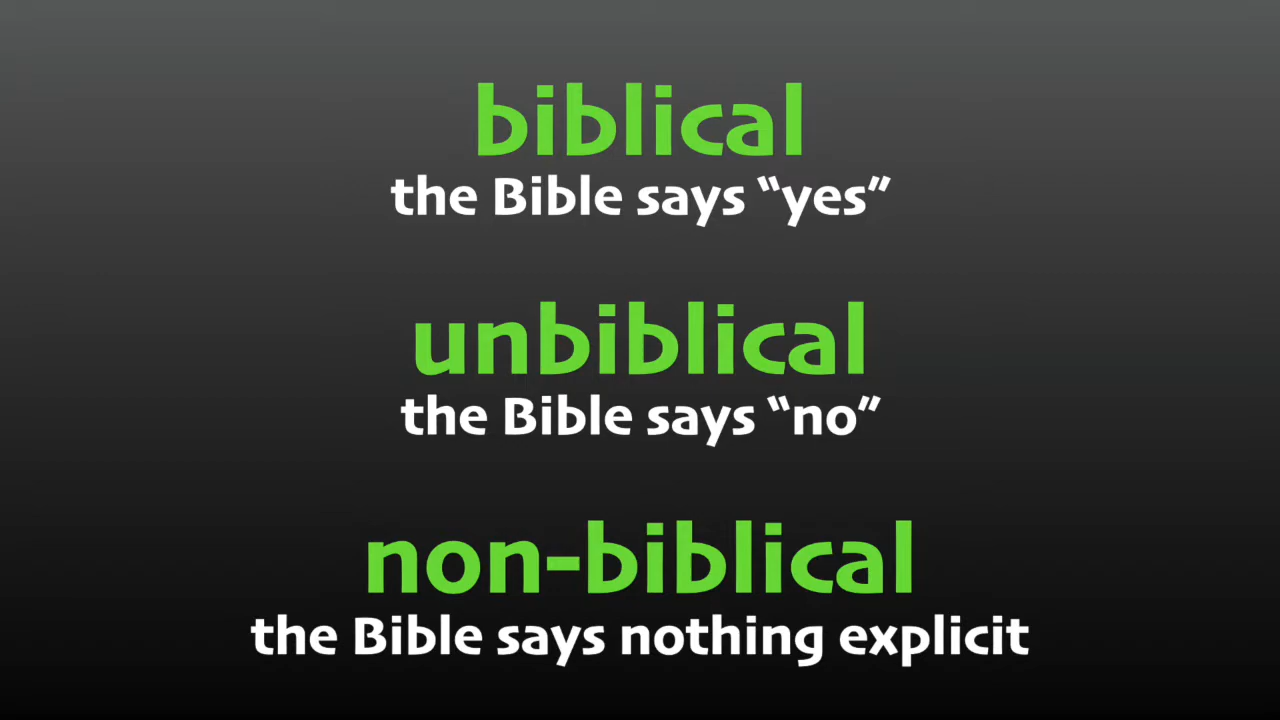 biblical
the Bible says “yes”
unbiblical
the Bible says “no”
non-biblical
the Bible says nothing explicit